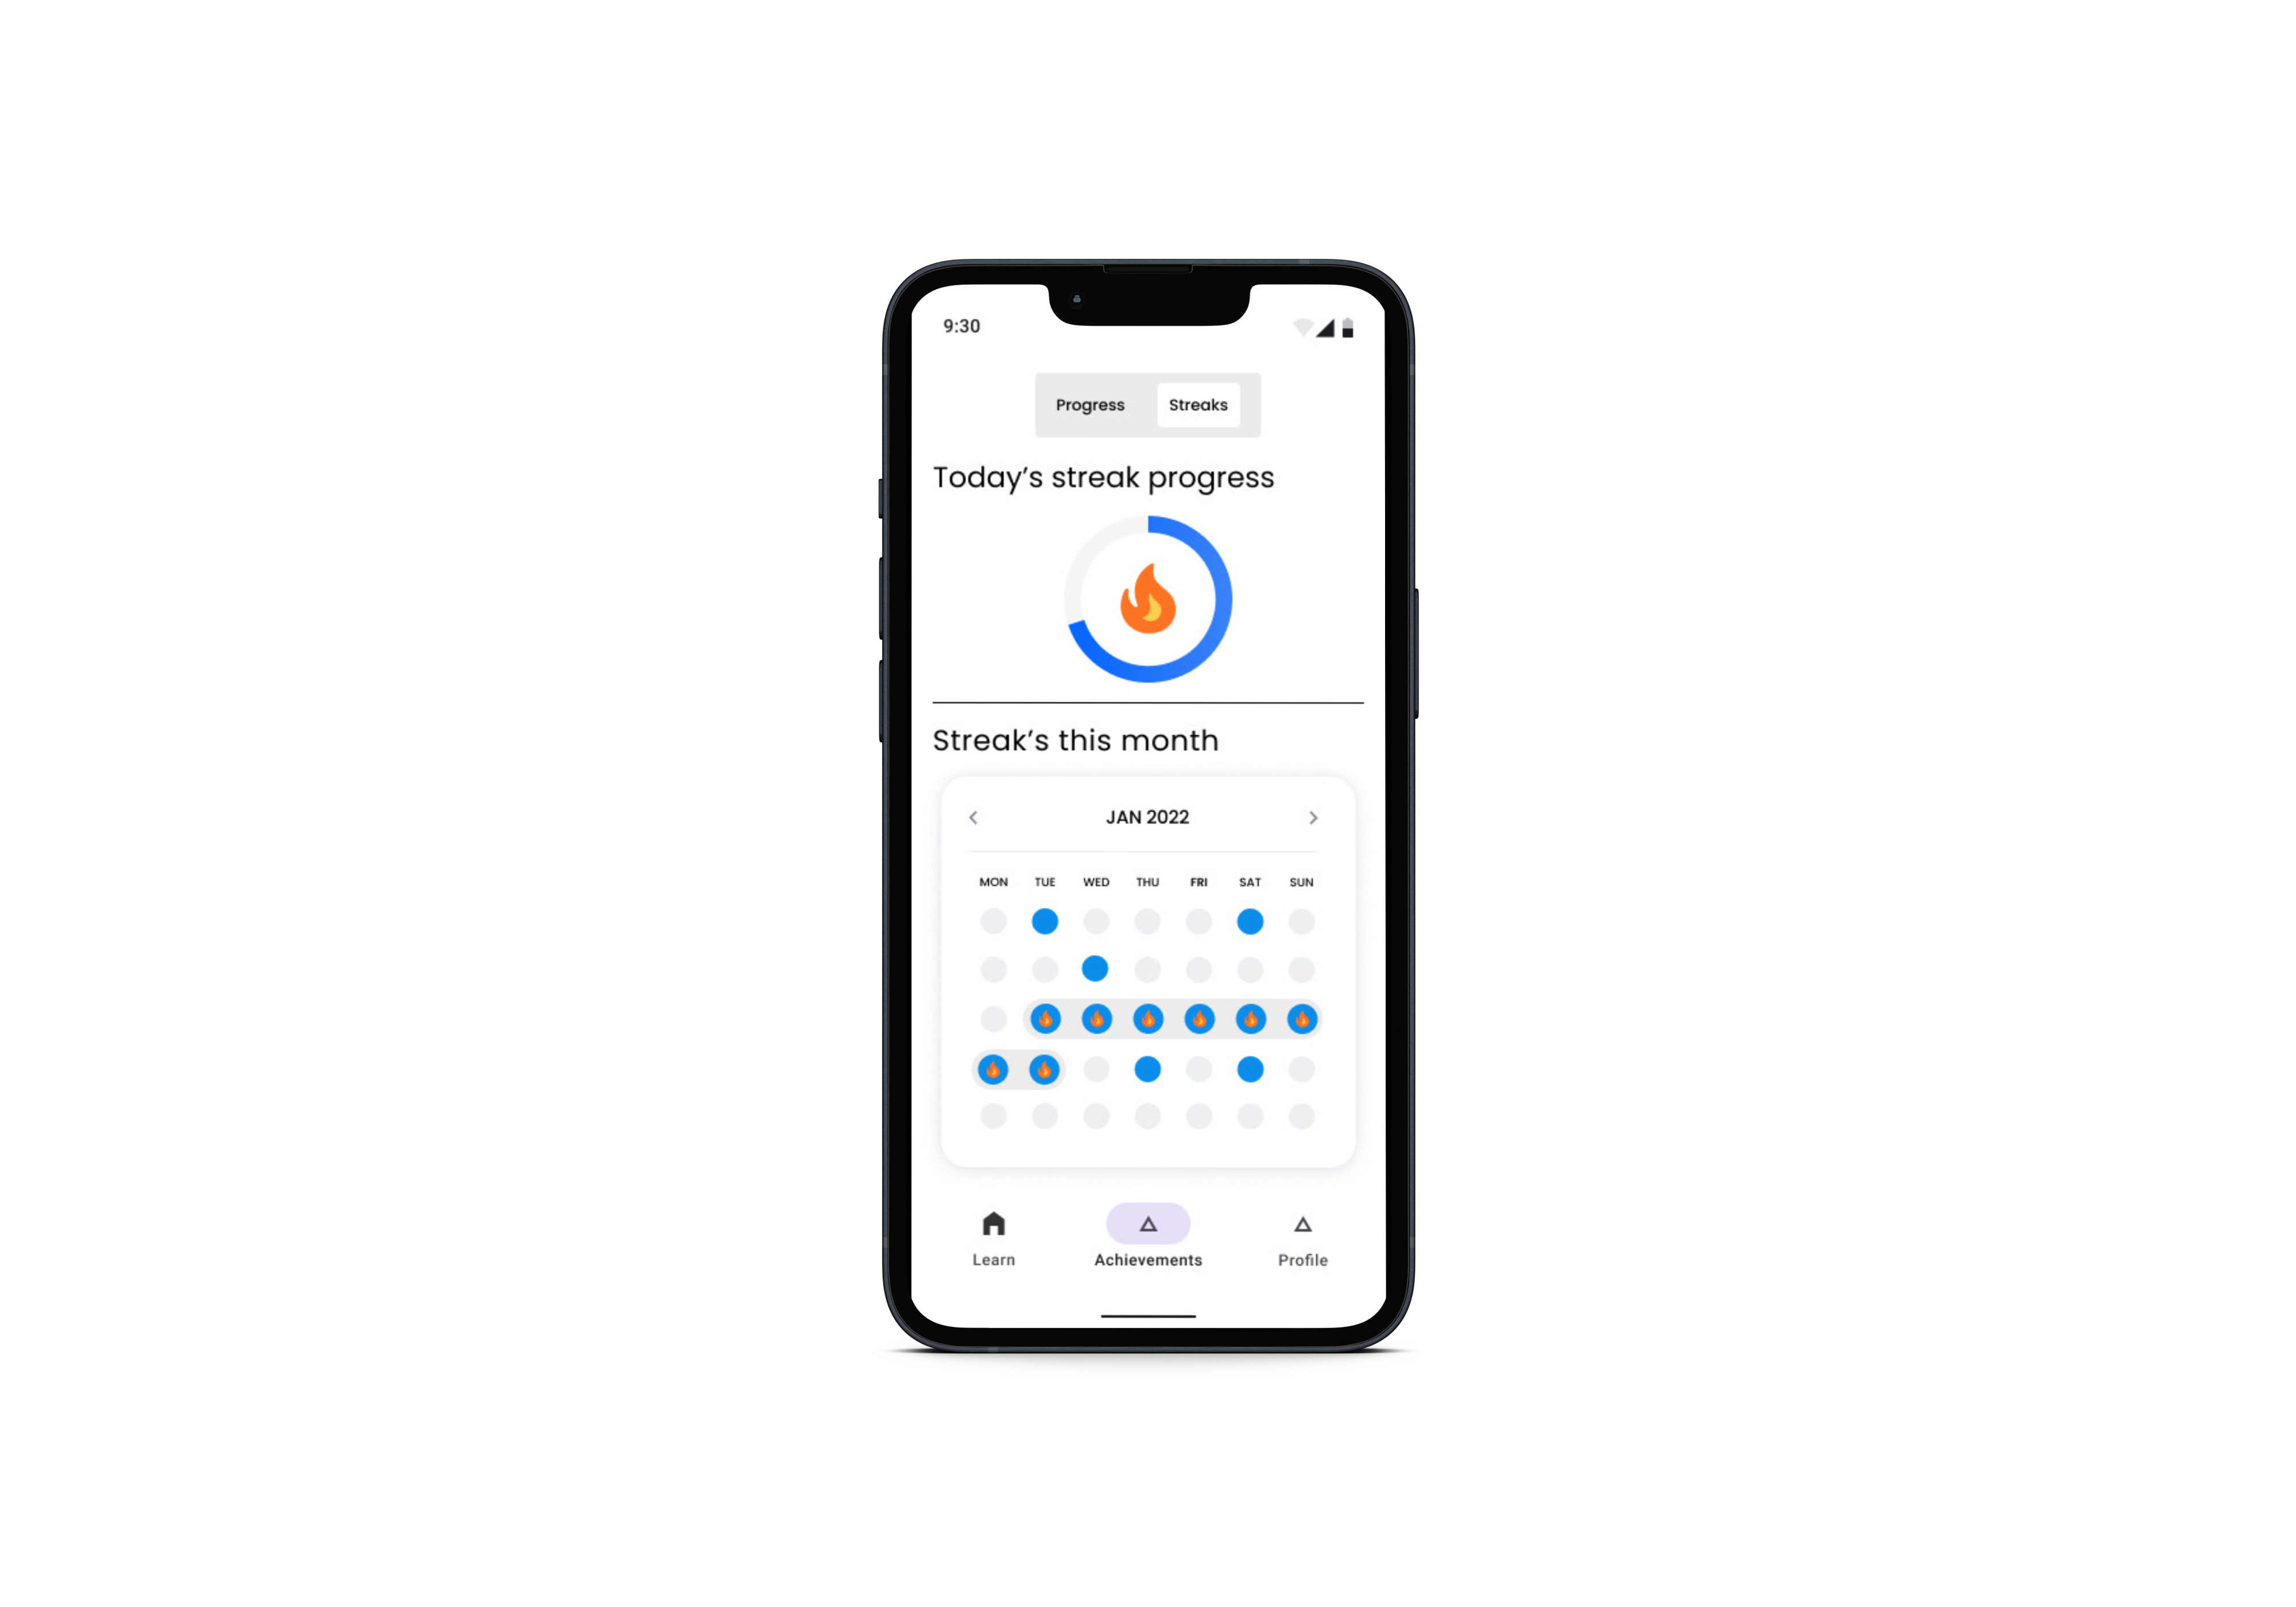 9:30
Progress Streaks
Today’s streak progress
Streak’s this month
JAN 2022
MON TUE WED THU FRI SAT SUN
Learn Achievements Profile